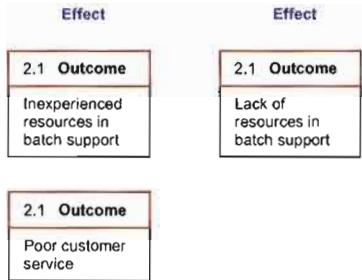 Effect
Effect
2.1 Outcome
Inexperienced
resources in
batch support
2.1 Outcome
Lack of
resources in
batch support
2.1 Outcome
Poor customer
service